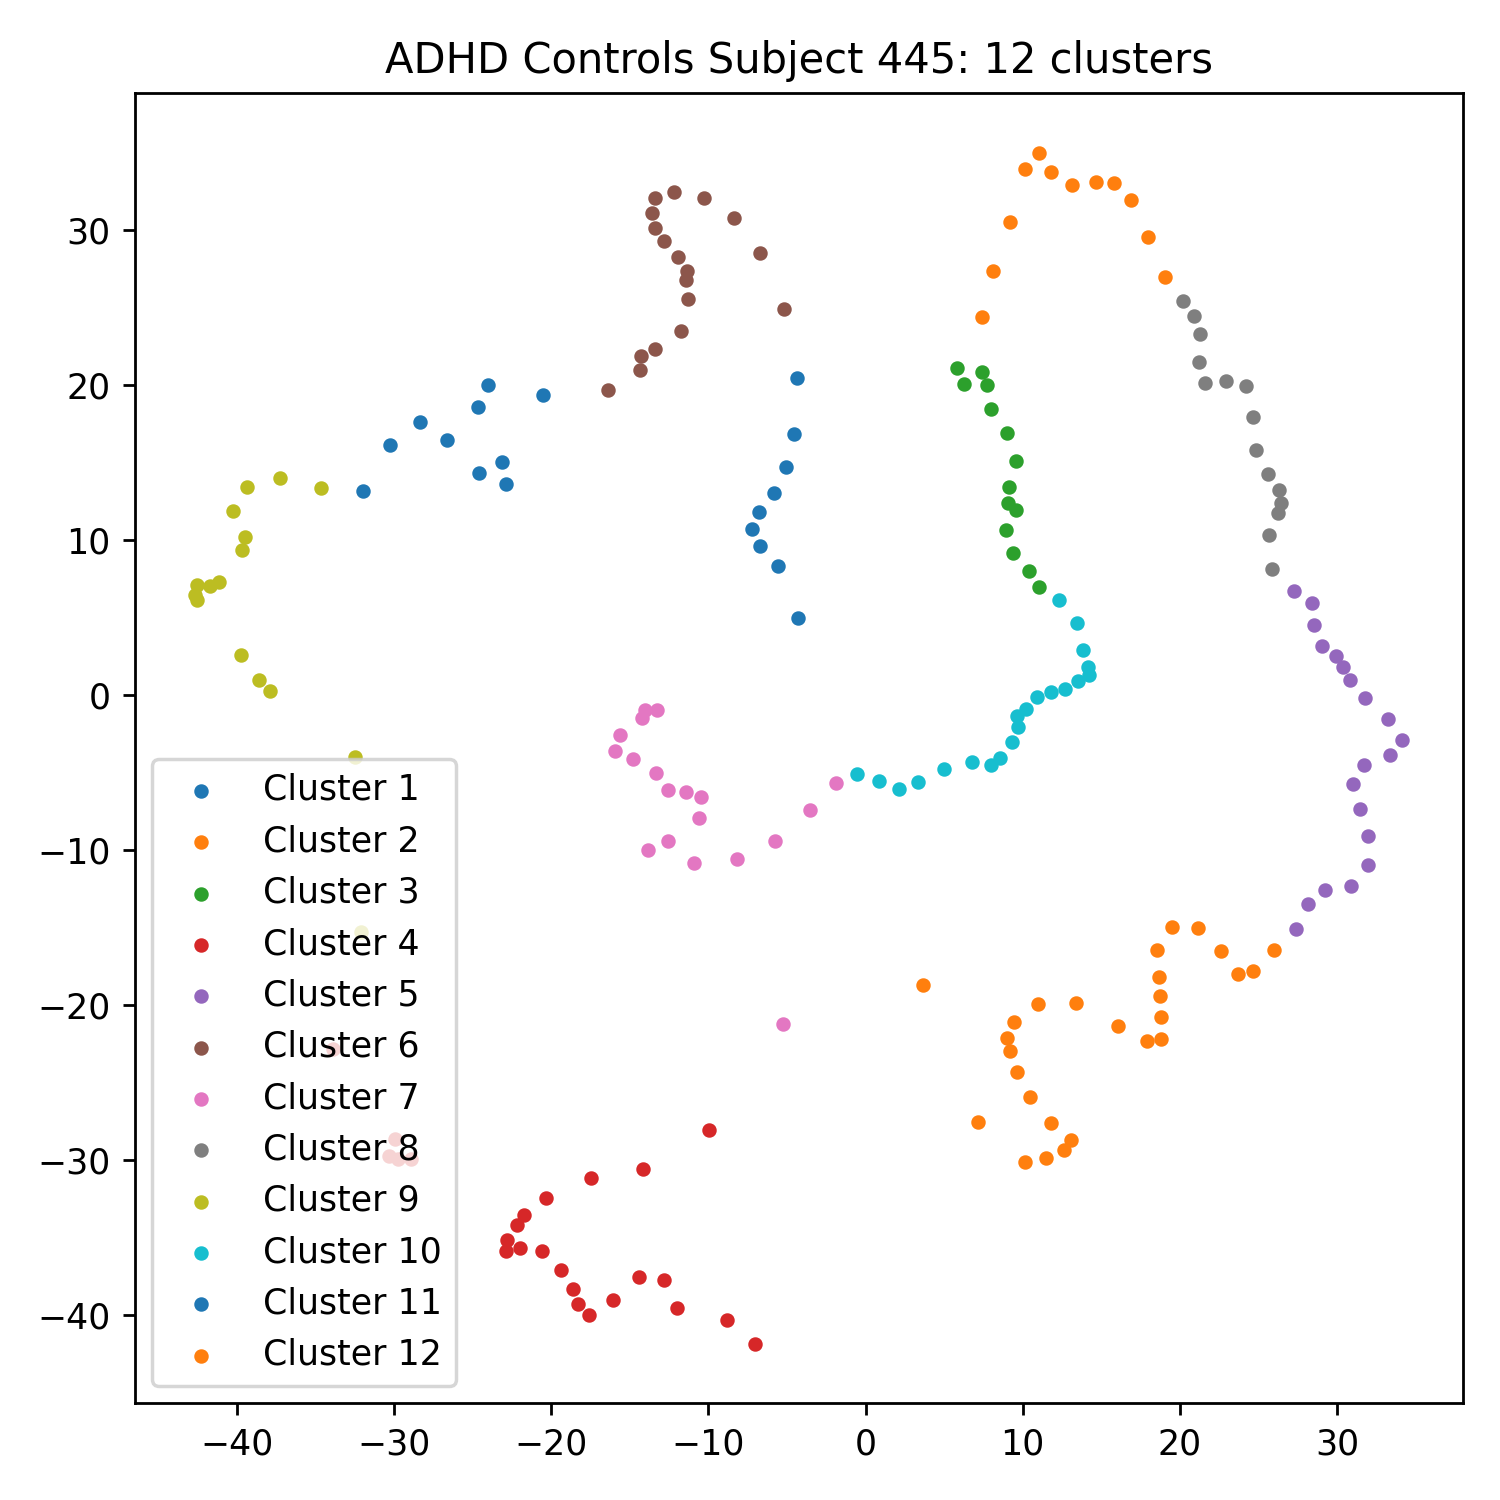 ADHD Controls Subject 445: 12 clusters
30
20
10
0
−10
−20
−30
−40
Cluster 1
Cluster 2
Cluster 3
Cluster 4
Cluster 5
Cluster 6
Cluster 7
Cluster 8
Cluster 9
Cluster 10
Cluster 11
Cluster 12
−40 −30 −20 −10 0 10 20 30